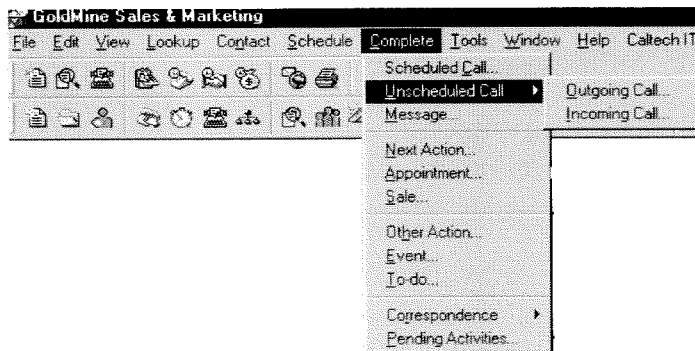 GoldMine Sales & Marketing
File Edit View Lookup Contact Schedule Complete Tools Window Help Caltech IT
Scheduled Call...
Unscheduled Call
Outgoing Call...
Message...
Incoming Call...
Next Action...
Appointment...
Sale...
Other Action...
Event...
To-do...
Correspondence
Pending Activities...